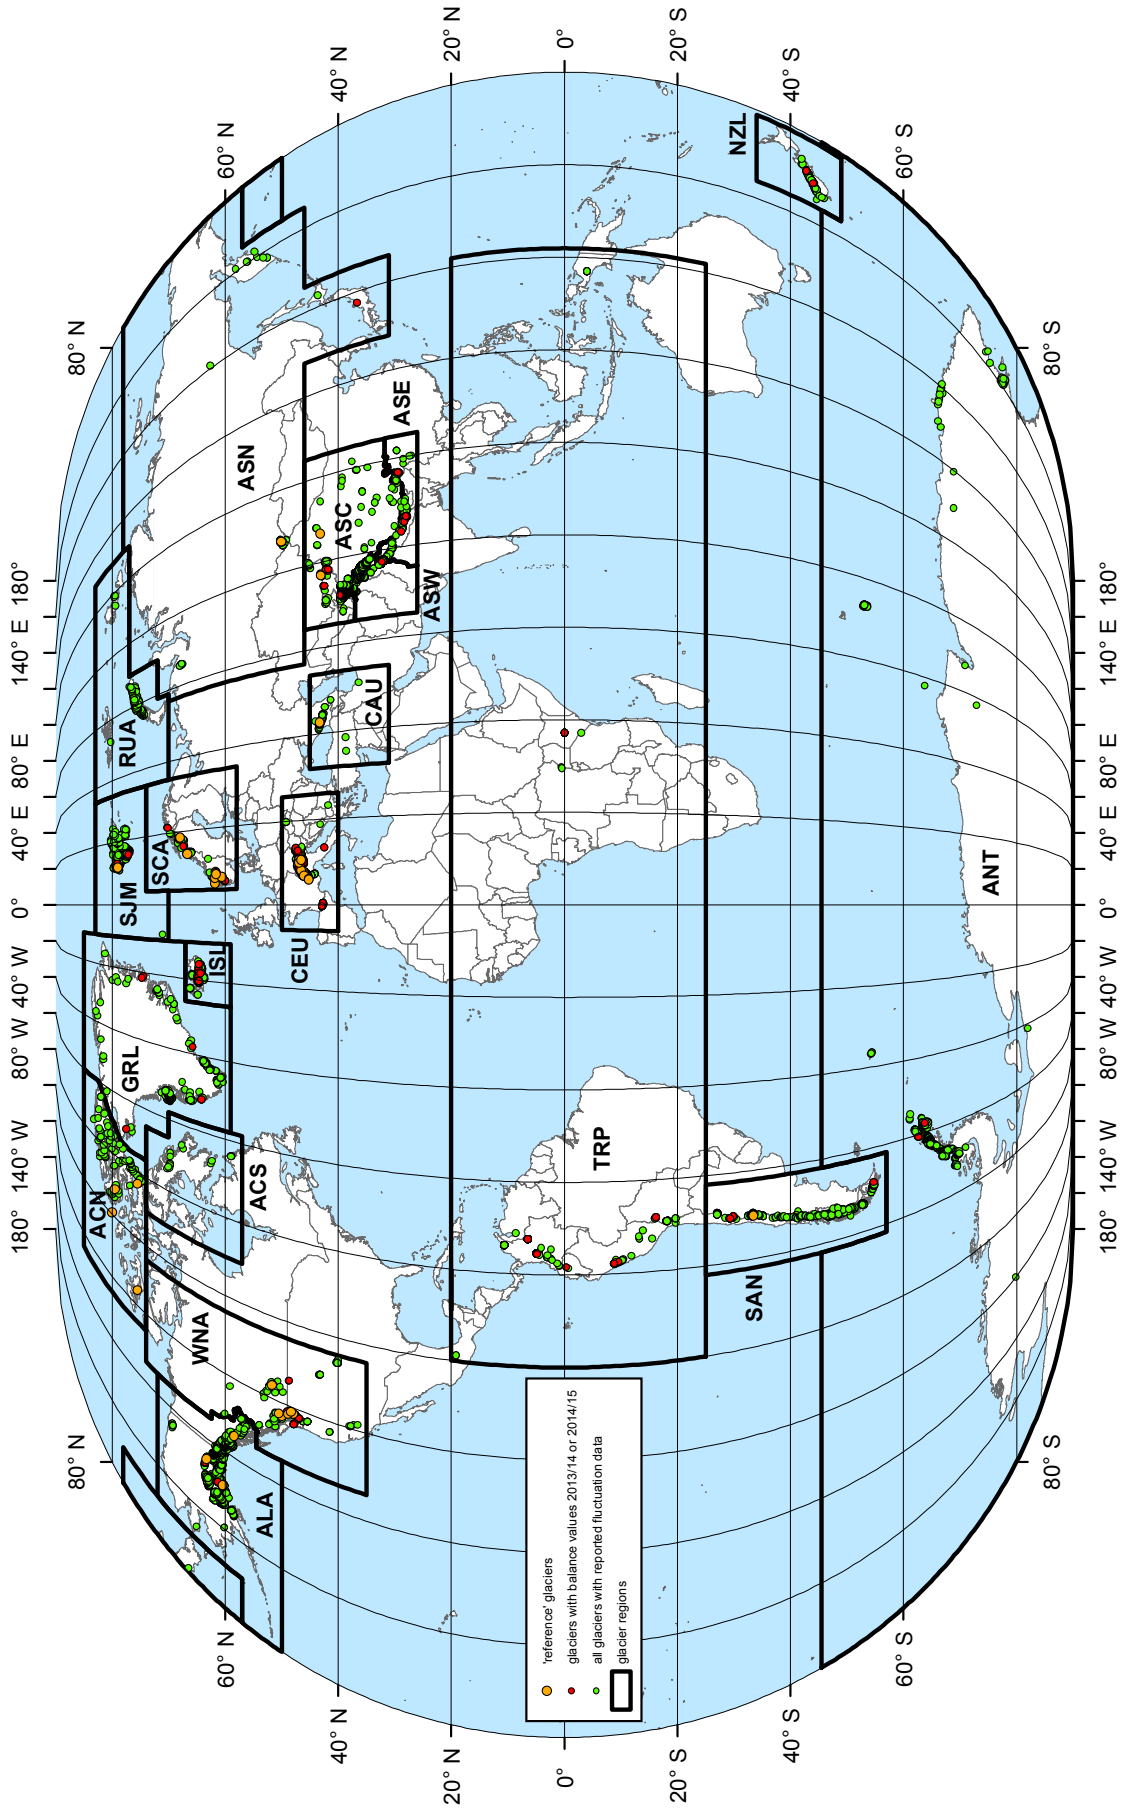 180°
140° W
80° W
40° W
0°
40° E
80° E
140° E
180°
80° N
80° N
60° N
60° N
40° N
40° N
20° N
20° N
0°
0°
20° S
20° S
40° S
40° S
60° S
60° S
80° S
80° S
180°
140° W
80° W
40° W
0°
40° E
80° E
140° E
180°
ACN
GRL
SJM
RUA
ISL
SCA
ASN
ALA
WNA
ACS
CEU
CAU
ASC
ASE
ASW
TRP
SAN
NZL
ANT
'reference' glaciers
glaciers with balance values 2013/14 or 2014/15
all glaciers with reported fluctuation data
glacier regions